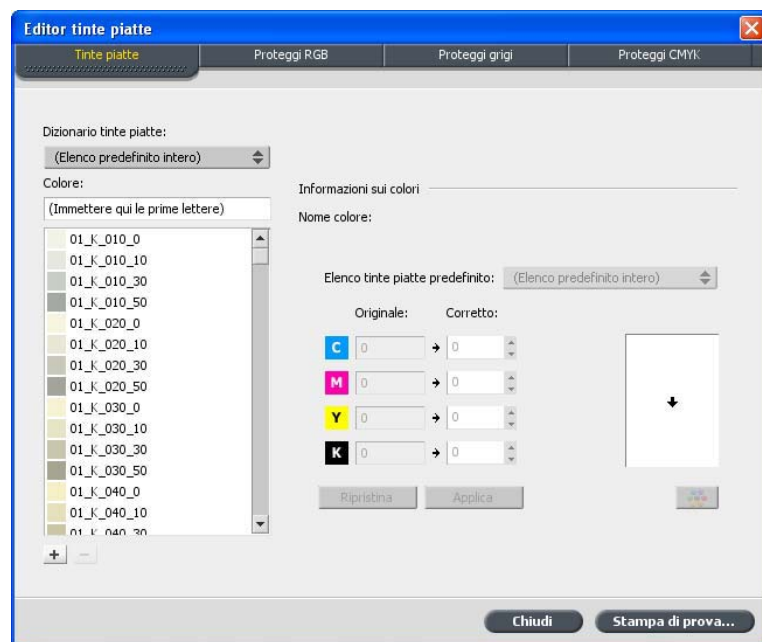 Editor tinte piatte
Tinte piatte
Proteggi RGB
Proteggi grigi
Proteggi CMYK
Dizionario tinte piatte:
(Elenco predefinito intero)
Colore:
(Immettere qui le prime lettere)
01_K_010_0
01_K_010_10
01_K_010_30
01_K_010_50
01_K_020_0
01_K_020_10
01_K_020_30
01_K_020_50
01_K_030_0
01_K_030_10
01_K_030_30
01_K_030_50
01_K_040_0
01_K_040_10
01_K_040_30
Informazioni sui colori
Nome colore:
Elenco tinte piatte predefinito: (Elenco predefinito intero)
Originale: Corretto:
C 0 0
M 0 0
Y 0 0
K 0 0
Ripristina
Applica
Chiudi
Stampa di prova...